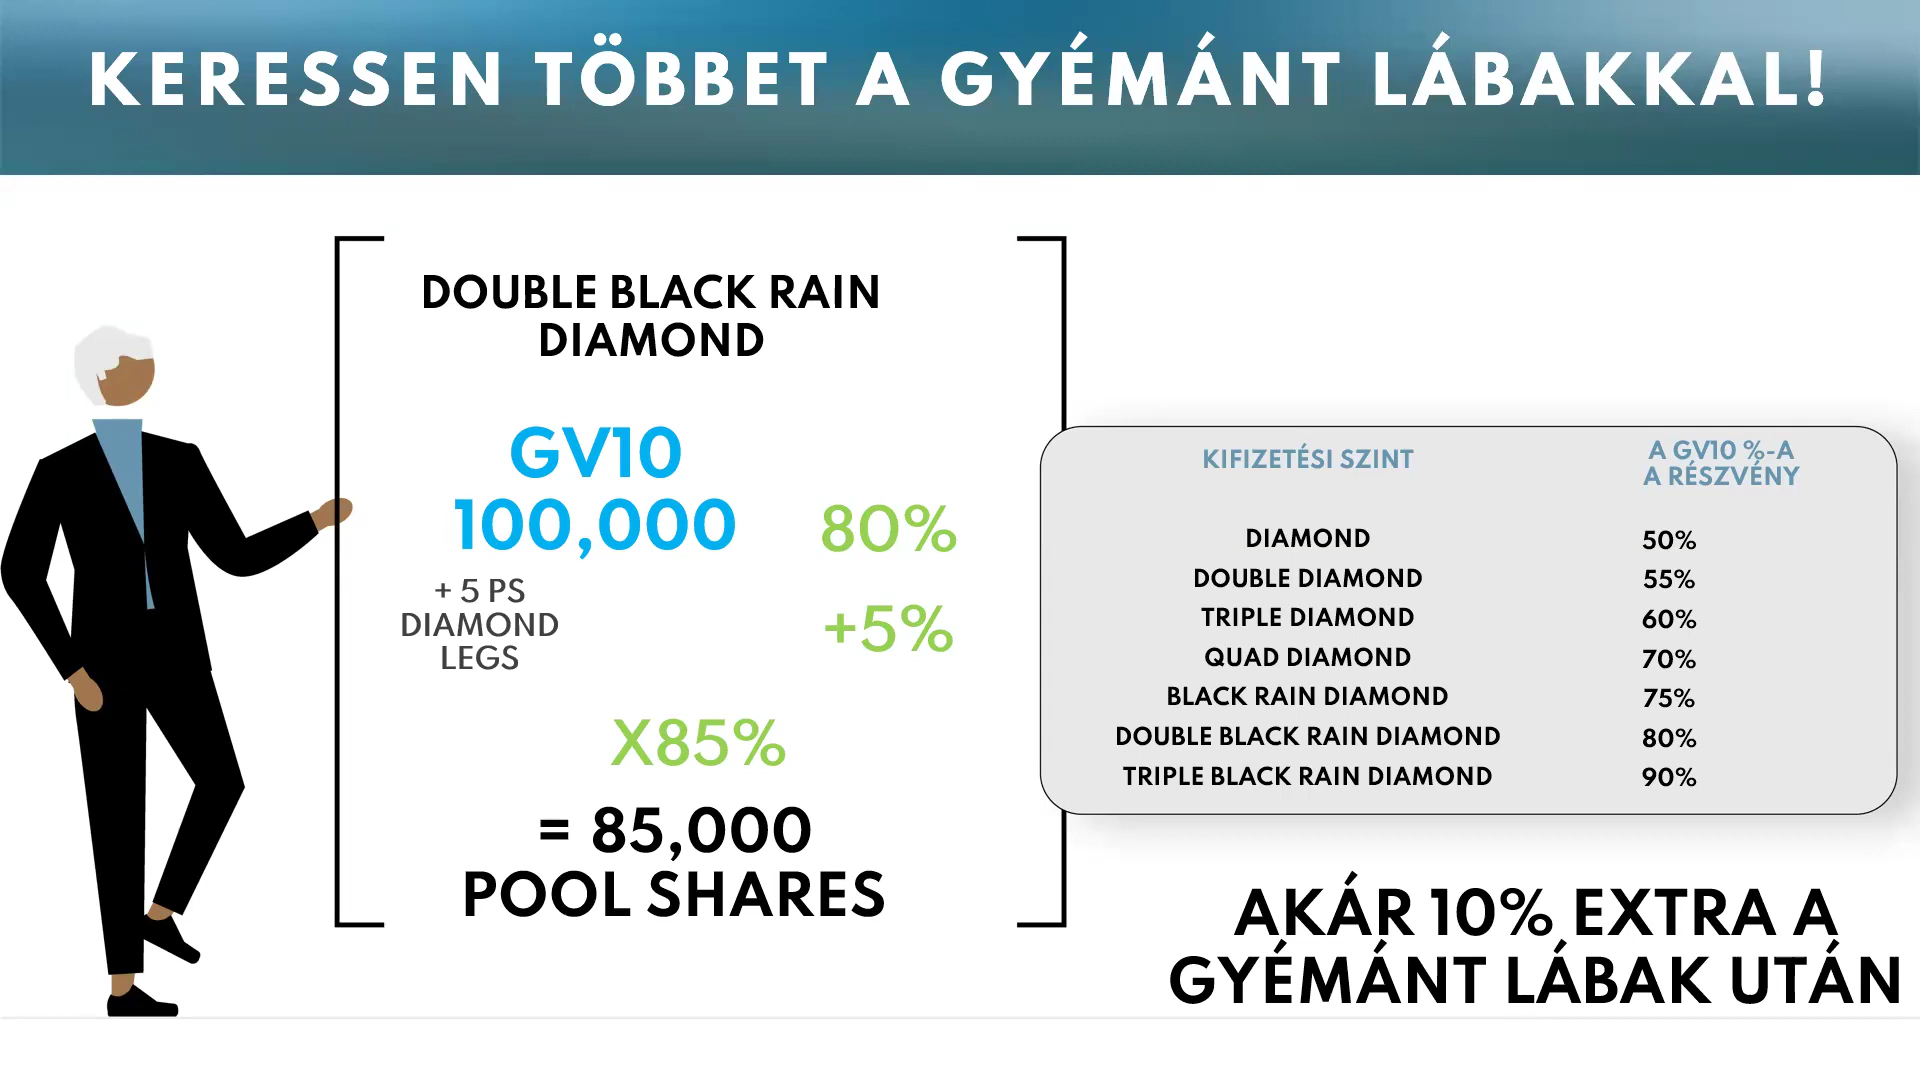 KERESSEN TÖBBET A GYÉMÁNT LÁBAKKAL!
DOUBLE BLACK RAIN
DIAMOND
GV10
100,000
80%
+ 5 PS
DIAMOND
LEGS
+5%
X85%
= 85,000
POOL SHARES
KIFIZETÉSI SZINT
A GV10 %-A
A RÉSZVÉNY
DIAMOND 50%
DOUBLE DIAMOND 55%
TRIPLE DIAMOND 60%
QUAD DIAMOND 70%
BLACK RAIN DIAMOND 75%
DOUBLE BLACK RAIN DIAMOND 80%
TRIPLE BLACK RAIN DIAMOND 90%
AKÁR 10% EXTRA A
GYÉMÁNT LÁBAK UTÁN